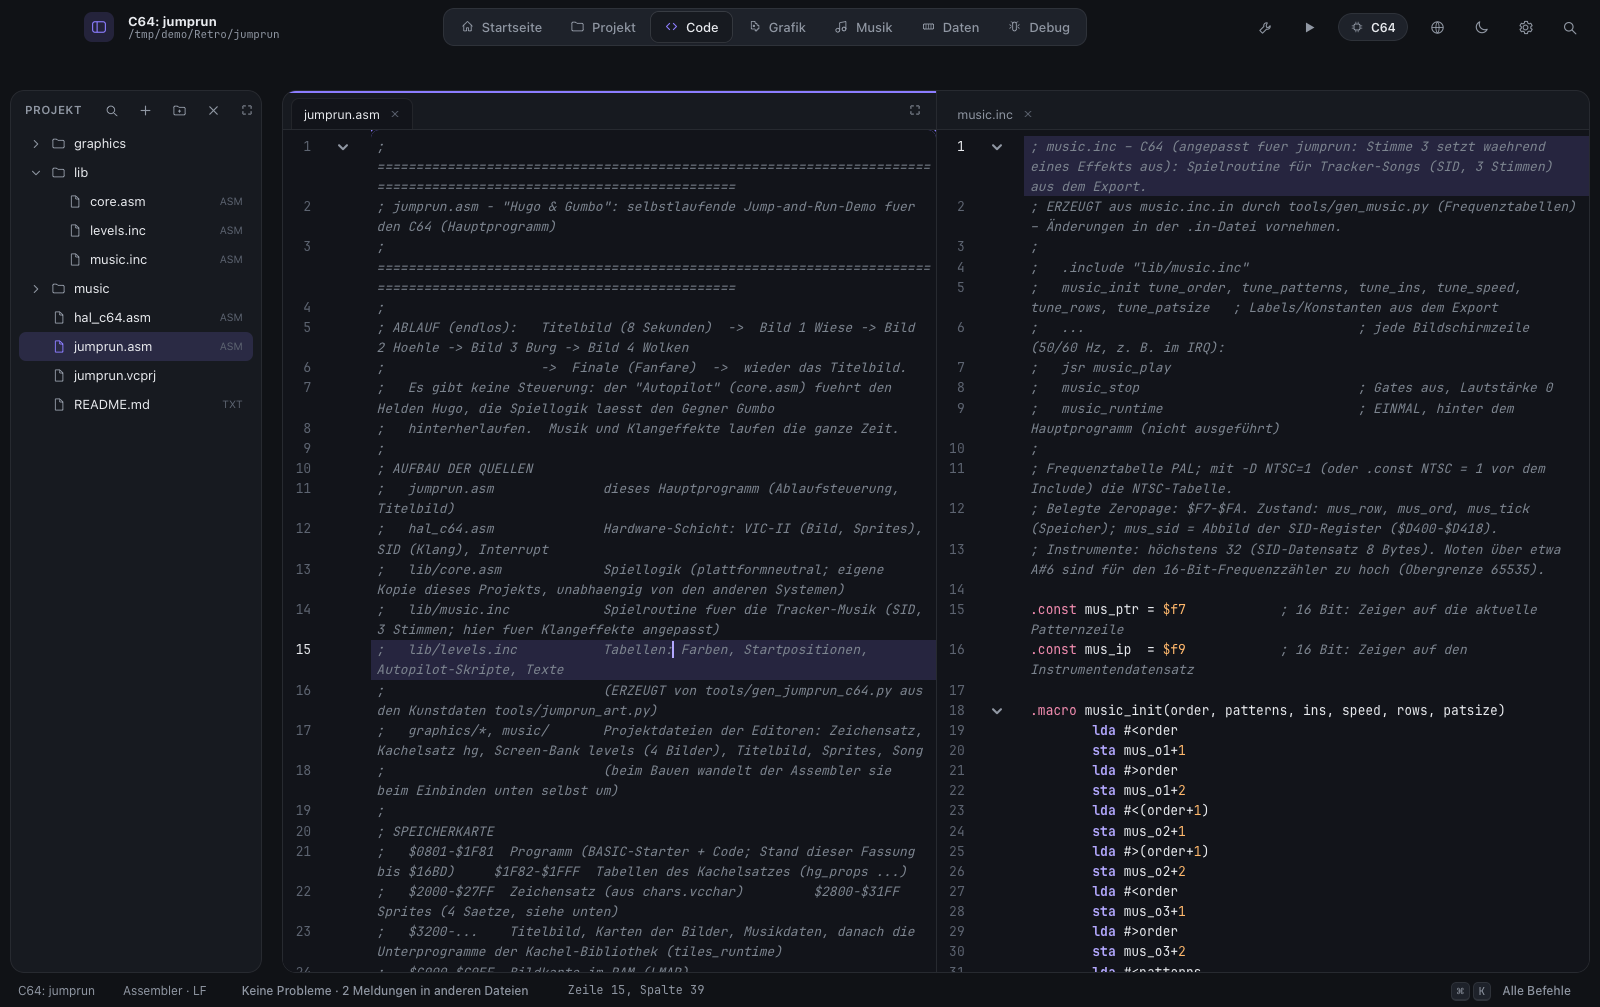 C64: jumprun
/tmp/demo/Retro/jumprun
Startseite
Projekt
Code
Grafik
Musik
Daten
Debug
C64
PROJEKT
graphics
lib
core.asm ASM
levels.inc ASM
music.inc ASM
music
hal_c64.asm ASM
jumprun.asm ASM
jumprun.vcprj
README.md TXT
jumprun.asm
1 ;
=======================================================================
==============================================
2 ; jumprun.asm - "Hugo & Gumbo": selbstlaufende Jump-and-Run-Demo fuer
den C64 (Hauptprogramm)
3 ;
=======================================================================
==============================================
4 ;
5 ; ABLAUF (endlos):   Titelbild (8 Sekunden)  ->  Bild 1 Wiese -> Bild
2 Hoehle -> Bild 3 Burg -> Bild 4 Wolken
6 ;                    ->  Finale (Fanfare)  ->  wieder das Titelbild.
7 ;   Es gibt keine Steuerung: der "Autopilot" (core.asm) fuehrt den
Helden Hugo, die Spiellogik laesst den Gegner Gumbo
8 ;   hinterherlaufen.  Musik und Klangeffekte laufen die ganze Zeit.
9 ;
10 ; AUFBAU DER QUELLEN
11 ;   jumprun.asm              dieses Hauptprogramm (Ablaufsteuerung,
Titelbild)
12 ;   hal_c64.asm              Hardware-Schicht: VIC-II (Bild, Sprites),
SID (Klang), Interrupt
13 ;   lib/core.asm             Spiellogik (plattformneutral; eigene
Kopie dieses Projekts, unabhaengig von den anderen Systemen)
14 ;   lib/music.inc            Spielroutine fuer die Tracker-Musik (SID,
3 Stimmen; hier fuer Klangeffekte angepasst)
15 ;   lib/levels.inc           Tabellen: Farben, Startpositionen,
Autopilot-Skripte, Texte
16 ;                            (ERZEUGT von tools/gen_jumprun_c64.py aus
den Kunstdaten tools/jumprun_art.py)
17 ;   graphics/*, music/       Projektdateien der Editoren: Zeichensatz,
Kachelsatz hg, Screen-Bank levels (4 Bilder), Titelbild, Sprites, Song
18 ;                            (beim Bauen wandelt der Assembler sie
beim Einbinden unten selbst um)
19 ;
20 ; SPEICHERKARTE
21 ;   $0801-$1F81  Programm (BASIC-Starter + Code; Stand dieser Fassung
bis $16BD)     $1F82-$1FFF  Tabellen des Kachelsatzes (hg_props ...)
22 ;   $2000-$27FF  Zeichensatz (aus chars.vcchar)         $2800-$31FF
Sprites (4 Saetze, siehe unten)
23 ;   $3200-...    Titelbild, Karten der Bilder, Musikdaten, danach die
Unterprogramme der Kachel-Bibliothek (tiles_runtime)
24 ;   $C000-$C0FF  Bildkarte im RAM (LMAP)
music.inc
1 ; music.inc – C64 (angepasst fuer jumprun: Stimme 3 setzt waehrend
eines Effekts aus): Spielroutine für Tracker-Songs (SID, 3 Stimmen)
aus dem Export.
2 ; ERZEUGT aus music.inc.in durch tools/gen_music.py (Frequenztabellen)
– Änderungen in der .in-Datei vornehmen.
3 ;
4 ;   .include "lib/music.inc"
5 ;   music_init tune_order, tune_patterns, tune_ins, tune_speed,
tune_rows, tune_patsize   ; Labels/Konstanten aus dem Export
6 ;   ...                                   ; jede Bildschirmzeile
(50/60 Hz, z. B. im IRQ):
7 ;   jsr music_play
8 ;   music_stop                            ; Gates aus, Lautstärke 0
9 ;   music_runtime                         ; EINMAL, hinter dem
Hauptprogramm (nicht ausgeführt)
10 ;
11 ; Frequenztabelle PAL; mit -D NTSC=1 (oder .const NTSC = 1 vor dem
Include) die NTSC-Tabelle.
12 ; Belegte Zeropage: $F7-$FA. Zustand: mus_row, mus_ord, mus_tick
(Speicher); mus_sid = Abbild der SID-Register ($D400-$D418).
13 ; Instrumente: höchstens 32 (SID-Datensatz 8 Bytes). Noten über etwa
A#6 sind für den 16-Bit-Frequenzzähler zu hoch (Obergrenze 65535).
14
15 .const mus_ptr = $f7            ; 16 Bit: Zeiger auf die aktuelle
Patternzeile
16 .const mus_ip  = $f9            ; 16 Bit: Zeiger auf den
Instrumentendatensatz
17
18 .macro music_init(order, patterns, ins, speed, rows, patsize)
19         lda #<order
20         sta mus_o1+1
21         lda #>order
22         sta mus_o1+2
23         lda #<(order+1)
24         sta mus_o2+1
25         lda #>(order+1)
26         sta mus_o2+2
27         lda #<order
28         sta mus_o3+1
29         lda #>order
30         sta mus_o3+2
31         lda #<patterns
C64: jumprun
Assembler · LF
Keine Probleme · 2 Meldungen in anderen Dateien
Zeile 15, Spalte 39
⌘ K Alle Befehle